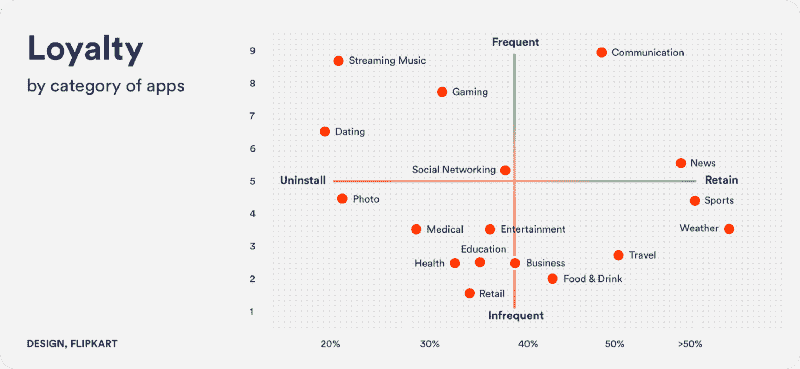 Loyalty
by category of apps
Frequent
9
Communication
Streaming Music
8
Gaming
7
Dating
6
News
Social Networking
Uninstall
5
Retain
Photo
Sports
4
Medical
Entertainment
Weather
3
Education
Travel
Health
Business
2
Food & Drink
Retail
1
Infrequent
DESIGN, FLIPKART
20%
30%
40%
50%
>50%